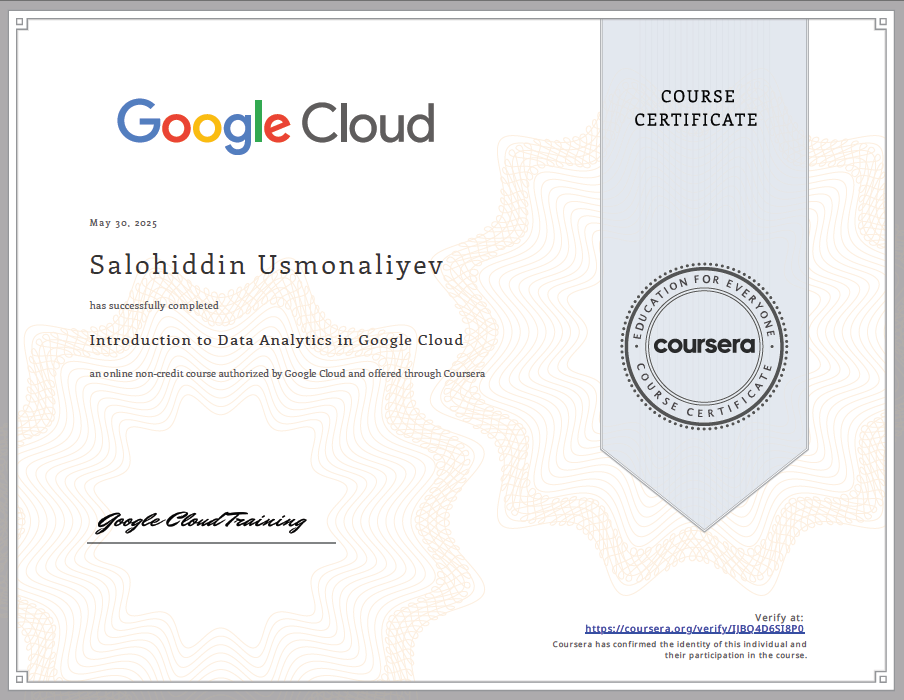 Google Cloud
COURSE
CERTIFICATE
May 30, 2025
Salohiddin Usmonaliyev
has successfully completed
Introduction to Data Analytics in Google Cloud
an online non-credit course authorized by Google Cloud and offered through Coursera
EDUCATION FOR EVERYONE
coursera
COURSE CERTIFICATE
Google Cloud Training
Verify at:
https://coursera.org/verify/IJBQ4D6SI8P0
Coursera has confirmed the identity of this individual and
their participation in the course.